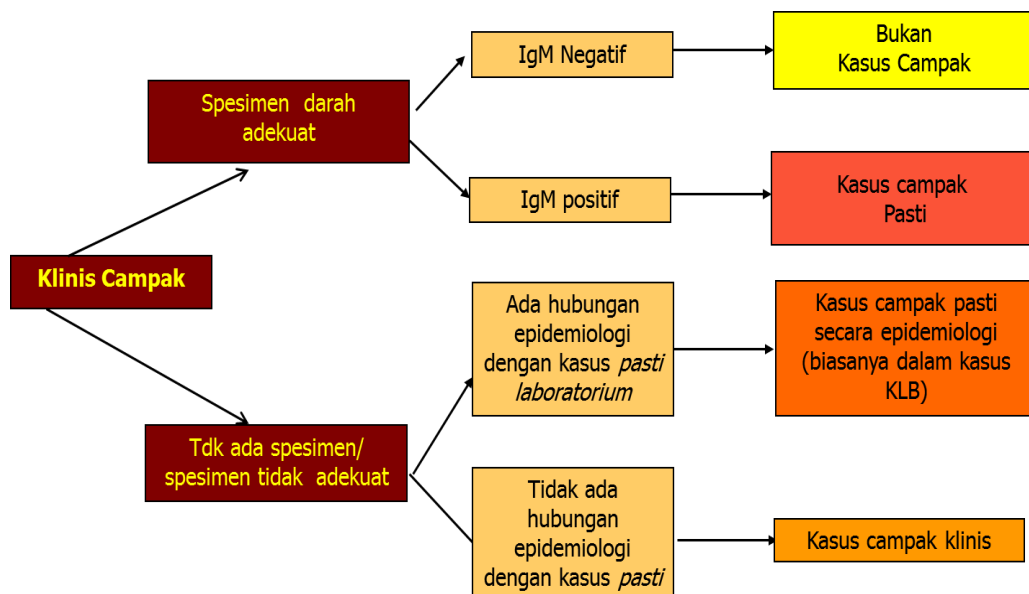 Klinis Campak
Spesimen darah
adekuat
IgM Negatif
Bukan
Kasus Campak
IgM positif
Kasus campak
Pasti
Tdk ada spesimen/
spesimen tidak adekuat
Ada hubungan
epidemiologi
dengan kasus pasti
laboratorium
Kasus campak pasti
secara epidemiologi
(biasanya dalam kasus
KLB)
Tidak ada
hubungan
epidemiologi
dengan kasus pasti
Kasus campak klinis